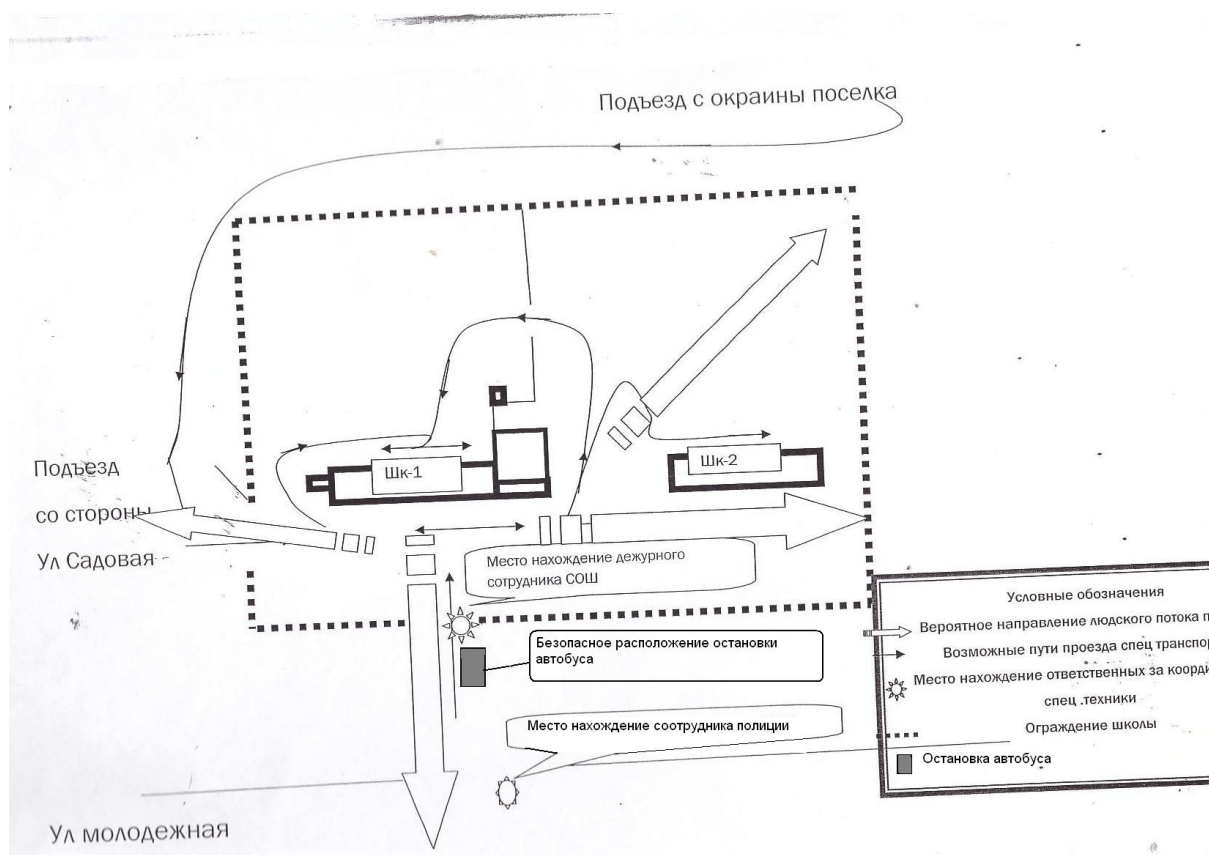 Подъезд с окраины поселка
Подъезд
со стороны
Ул Садовая
Шк-1
Шк-2
Место нахождение дежурного
сотрудника СОШ
Безопасное расположение остановки
автобуса
Место нахождение соотрудника полиции
Ул молодежная
Условные обозначения
Вероятное направление людского потока п
Возможные пути проезда спец транспор
Место нахождение ответственных за коорди
спец .техники
Ограждение школы
Остановка автобуса